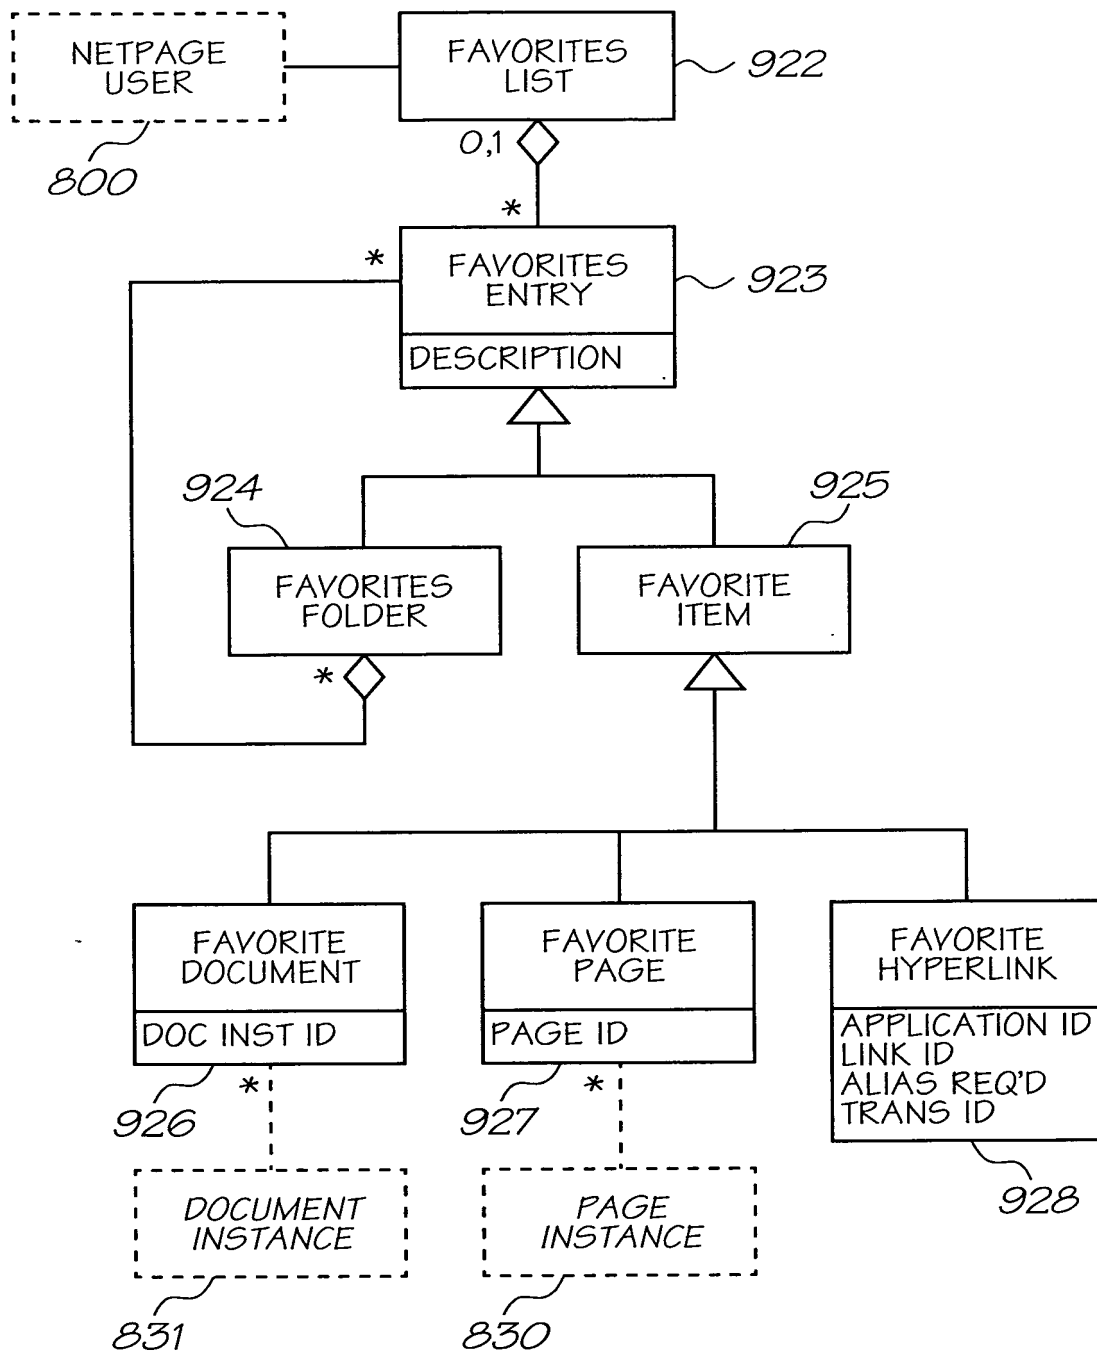 NETPAGE
USER
800
FAVORITES
LIST
922
0,1
*
*
FAVORITES
ENTRY
923
DESCRIPTION
924
FAVORITES
FOLDER
*
925
FAVORITE
ITEM
FAVORITE
DOCUMENT
DOC INST ID
926
*
FAVORITE
PAGE
PAGE ID
927
*
FAVORITE
HYPERLINK
APPLICATION ID
LINK ID
ALIAS REQ'D
TRANS ID
928
DOCUMENT
INSTANCE
831
PAGE
INSTANCE
830